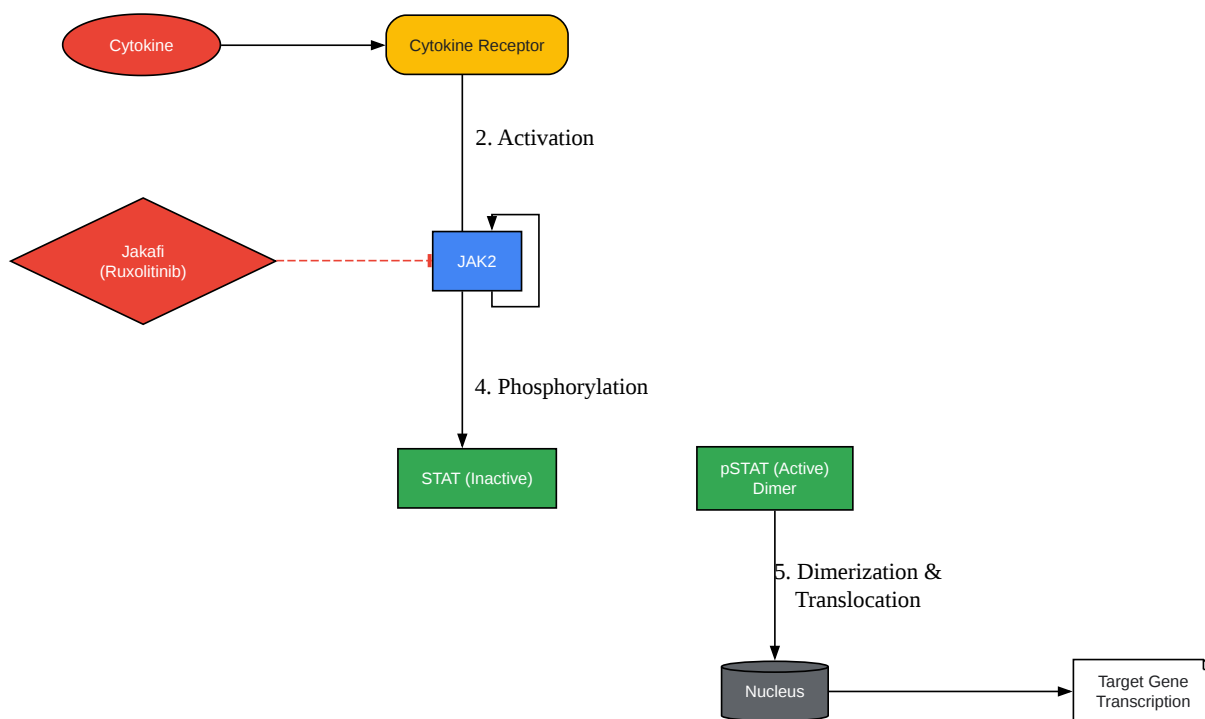 Cytokine
Cytokine Receptor
2. Activation
Jakafi
(Ruxolitinib)
JAK2
4. Phosphorylation
STAT (Inactive)
pSTAT (Active)
Dimer
5. Dimerization &
Translocation
Nucleus
Target Gene
Transcription